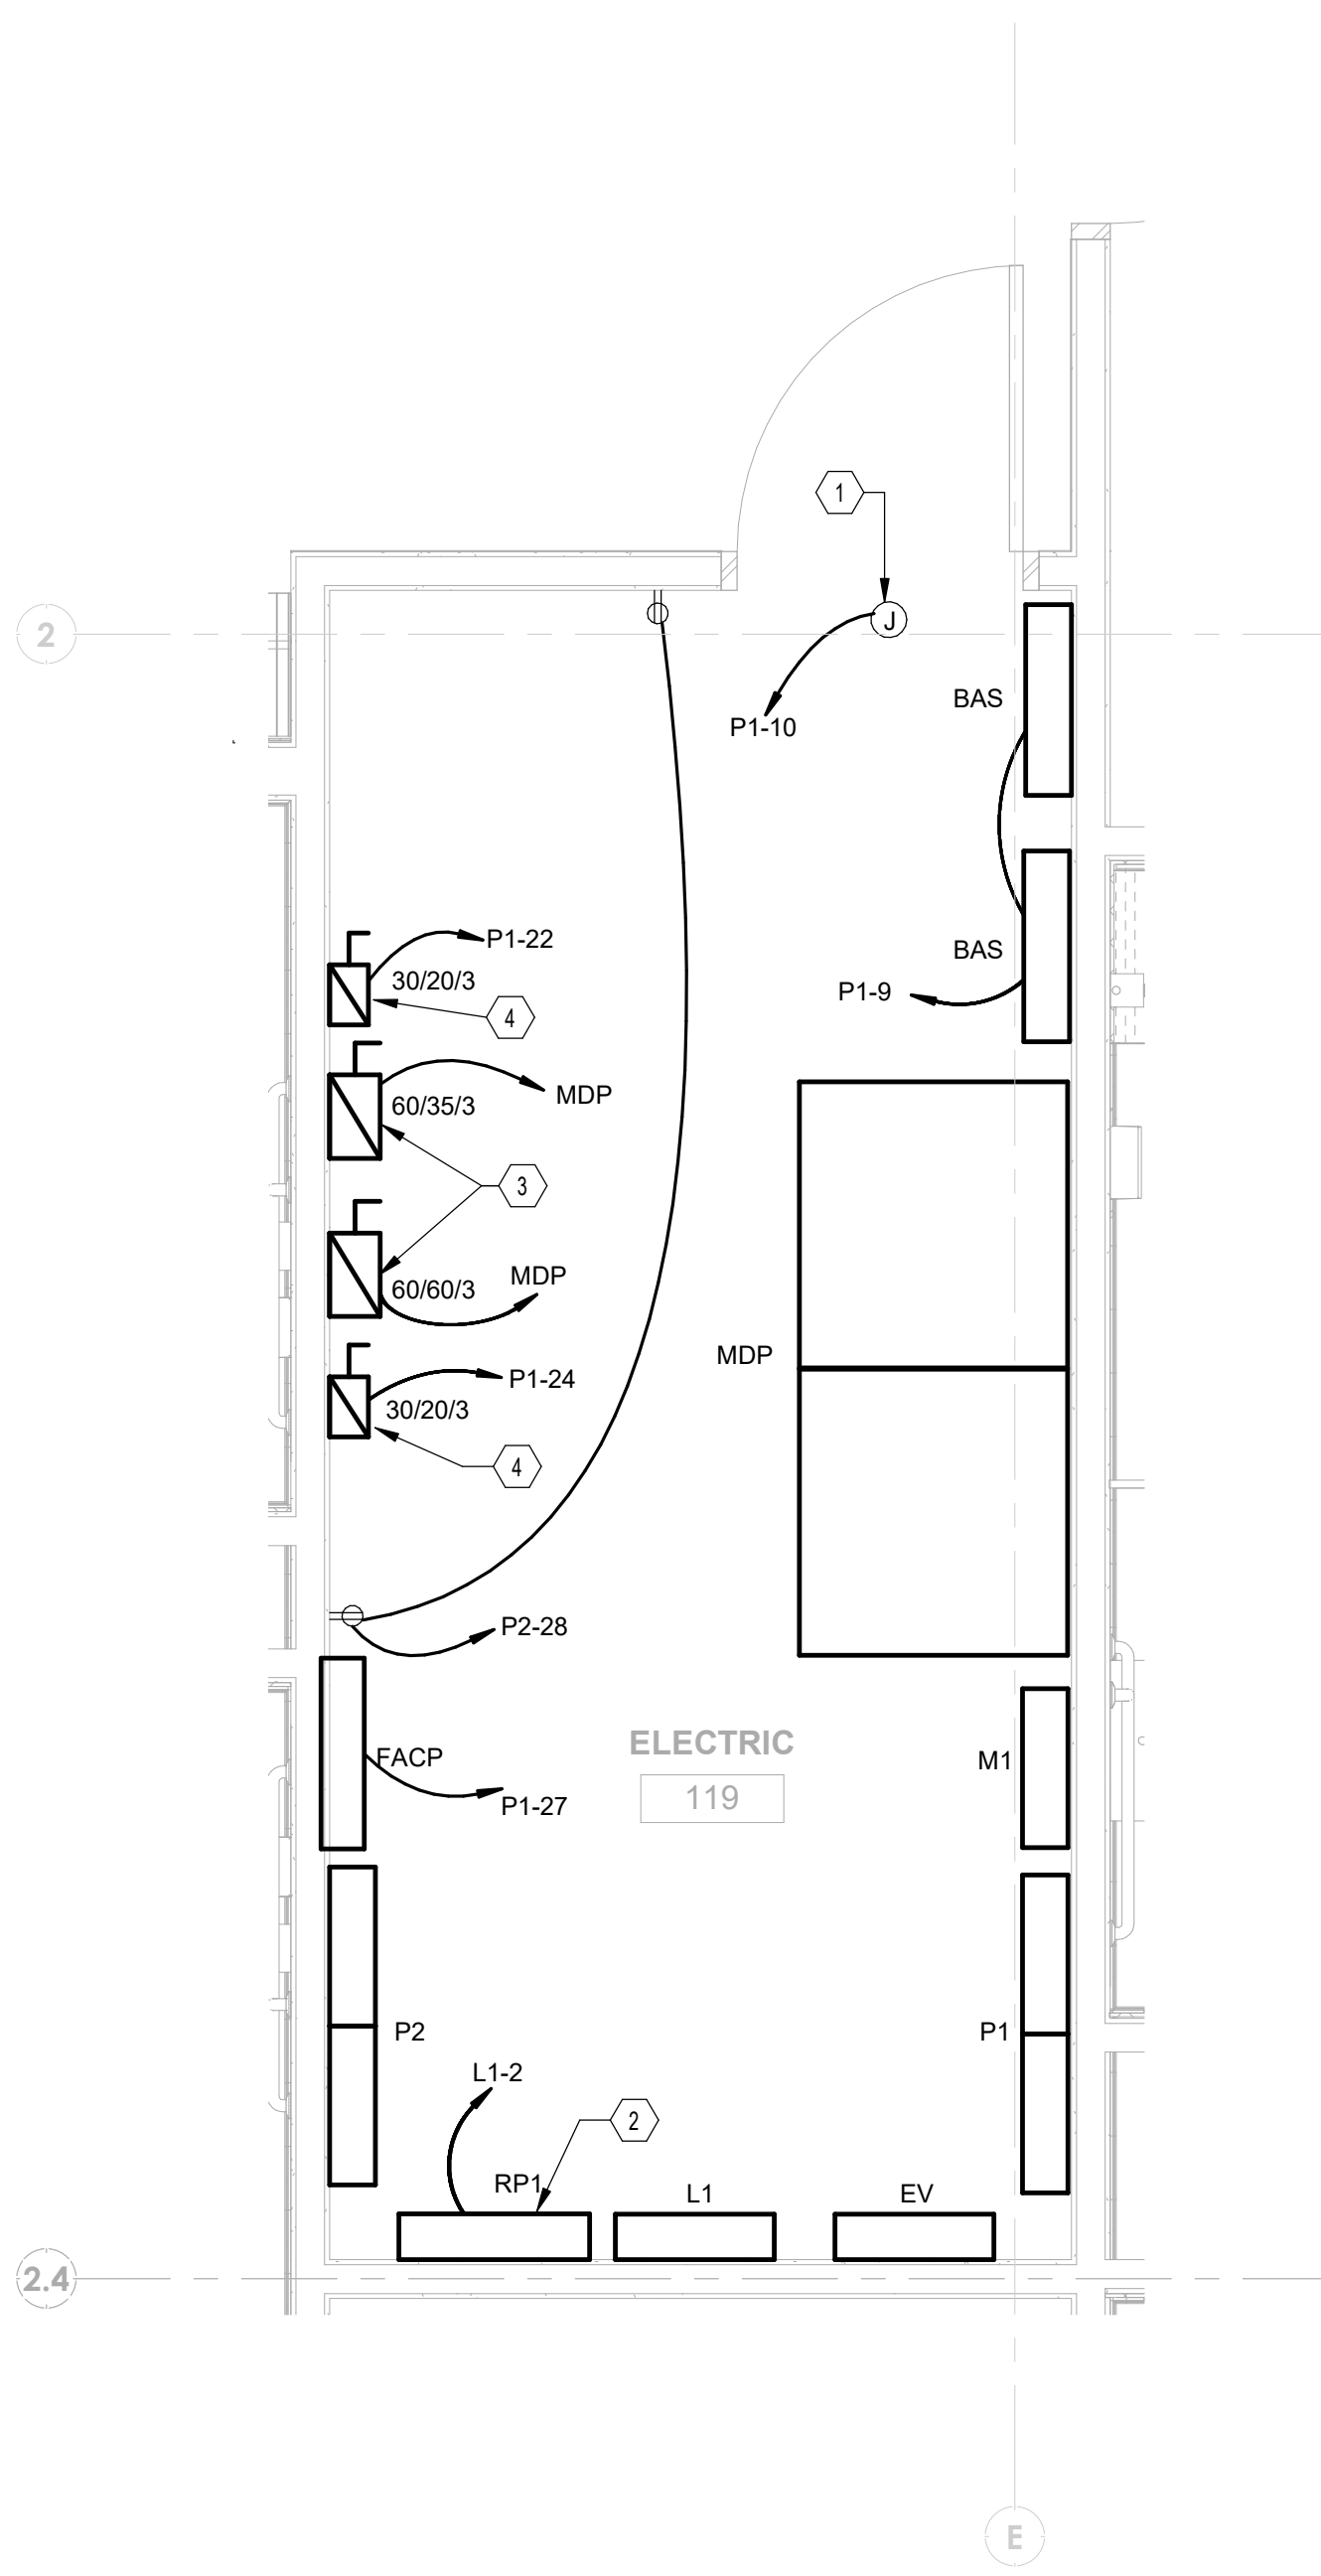 1
2
J
BAS
P1-10
P1-22
BAS
30/20/3
P1-9
4
MDP
60/35/3
3
MDP
60/60/3
MDP
P1-24
30/20/3
4
P2-28
ELECTRIC
FACP
M1
119
P1-27
P2
P1
L1-2
2
RP1
L1
EV
2.4
E